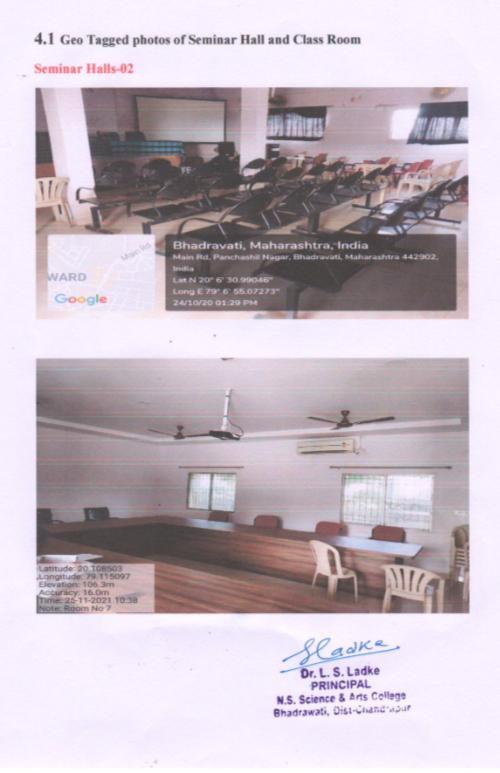 4.1 Geo Tagged photos of Seminar Hall and Class Room
Seminar Halls-02
Main Rd
WARD
Google
Bhadravati, Maharashtra, India
Main Rd, Panchashil Nagar, Bhadravati, Maharashtra 442902,
India
Lat N 20° 6' 30.99046"
Long E 79° 6' 55.07273"
24/10/20 01:29 PM
Latitude: 20.108503
Longitude: 79.115097
Elevation: 106.3m
Accuracy: 16.0m
Time: 25-11-2021 10:38
Note: Room No 7
Sladke
Dr. L. S. Ladke
PRINCIPAL
N.S. Science & Arts College
Bhadrawati, Dist-Chandrapur